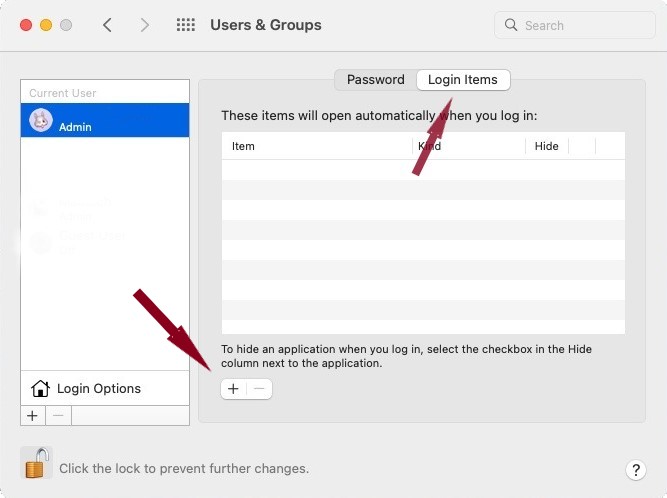 Users & Groups
Search
Password
Login Items
Current User
Admin
These items will open automatically when you log in:
Item Kind Hide
To hide an application when you log in, select the checkbox in the Hide
column next to the application.
Login Options
Click the lock to prevent further changes.
?